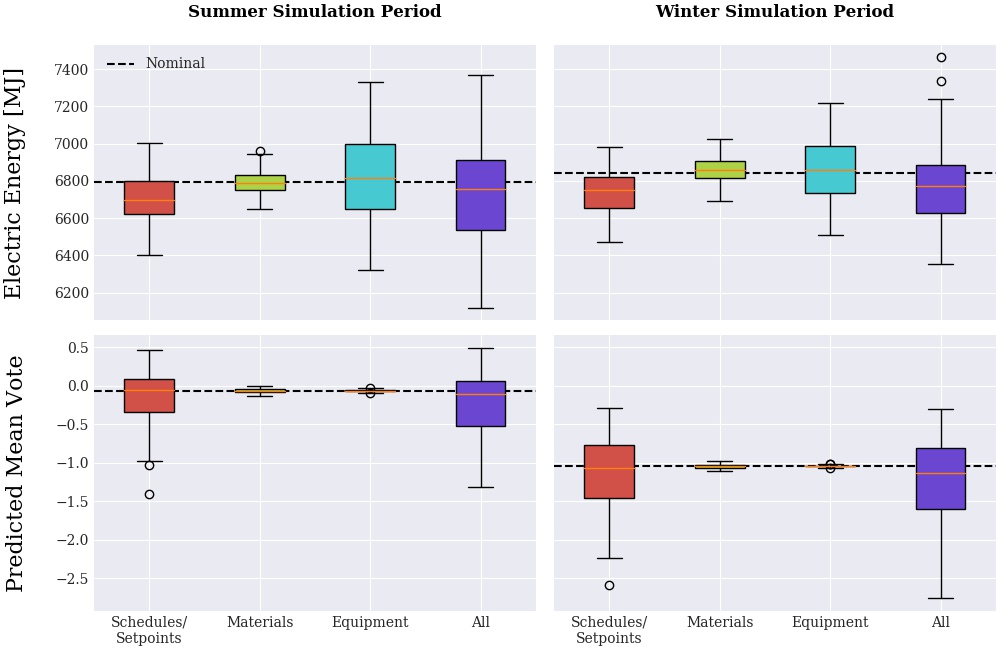 Summer Simulation Period
Winter Simulation Period
Electric Energy [MJ]
7400
7200
7000
6800
6600
6400
6200
Nominal
Predicted Mean Vote
0.5
0.0
−0.5
−1.0
−1.5
−2.0
−2.5
Schedules/
Setpoints
Materials
Equipment
All
Schedules/
Setpoints
Materials
Equipment
All